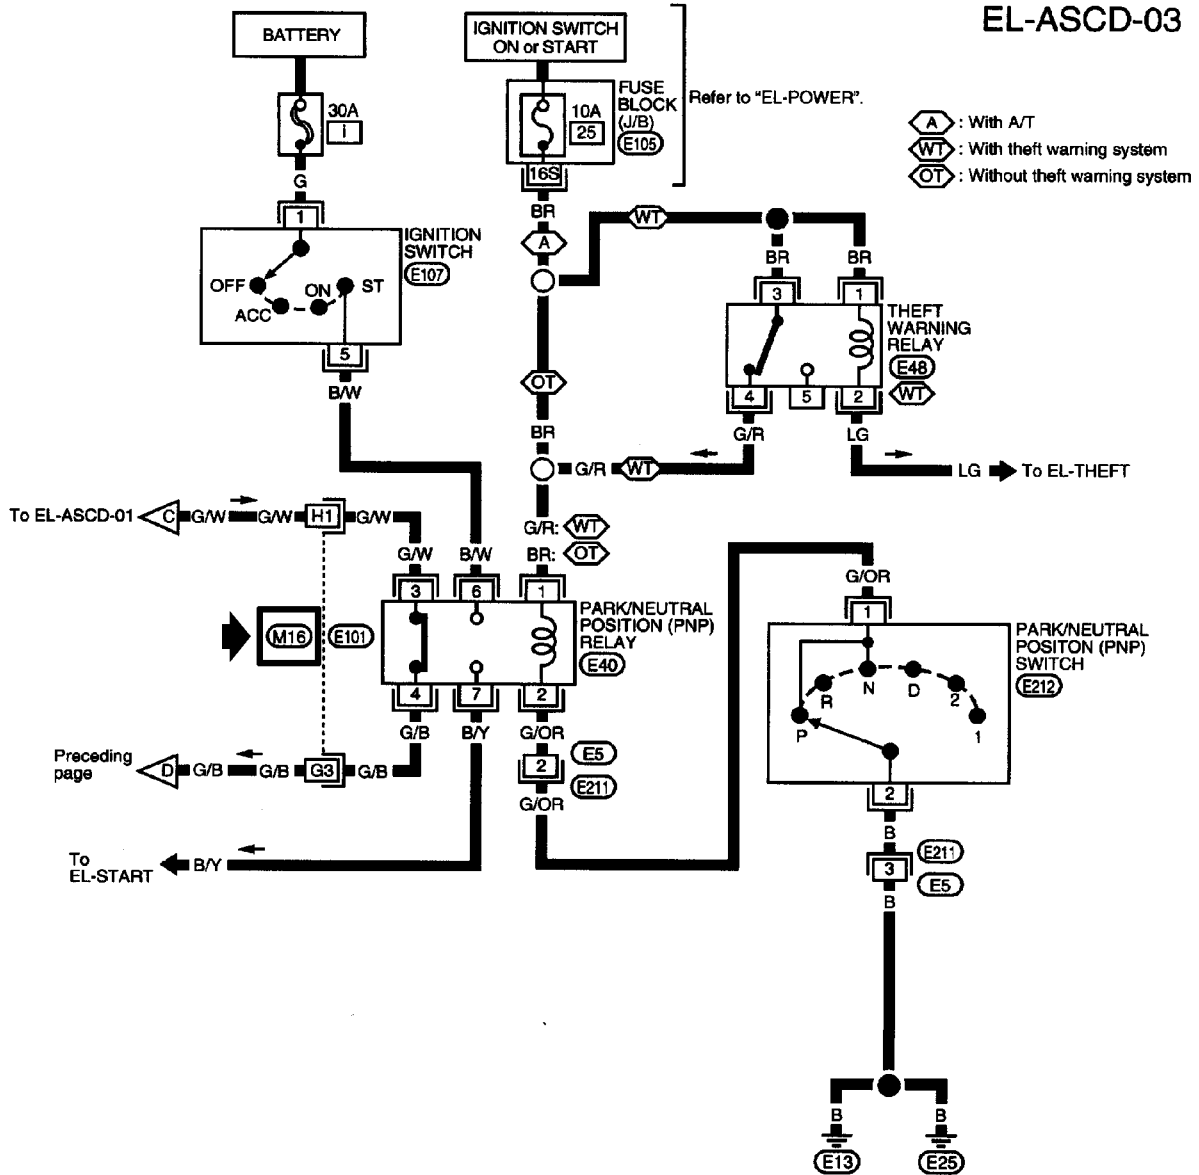 EL-ASCD-03
BATTERY
IGNITION SWITCH
ON or START
30A
i
10A
25
FUSE
BLOCK
(J/B)
E105
Refer to "EL-POWER".
A : With A/T
WT : With theft warning system
OT : Without theft warning system
G
16S
BR
WT
1
IGNITION
SWITCH
E107
A
BR
BR
OFF
ACC
ON
ST
3
1
THEFT
WARNING
RELAY
E48
WT
5
B/W
OT
4
5
2
BR
G/R
LG
G/R
WT
LG
To EL-THEFT
To EL-ASCD-01
C
G/W
G/W
H1
G/W
G/R: WT
BR: OT
G/W
B/W
G/OR
3
6
1
1
M16
E101
PARK/NEUTRAL
POSITION (PNP)
RELAY
E40
PARK/NEUTRAL
POSITON (PNP)
SWITCH
E212
P
R
N
D
2
1
4
7
2
G/B
B/Y
G/OR
Preceding
page
D
G/B
G/B
G3
G/B
2
E5
E211
G/OR
2
B
To
EL-START
B/Y
3
E211
E5
B
B
B
E13
E25